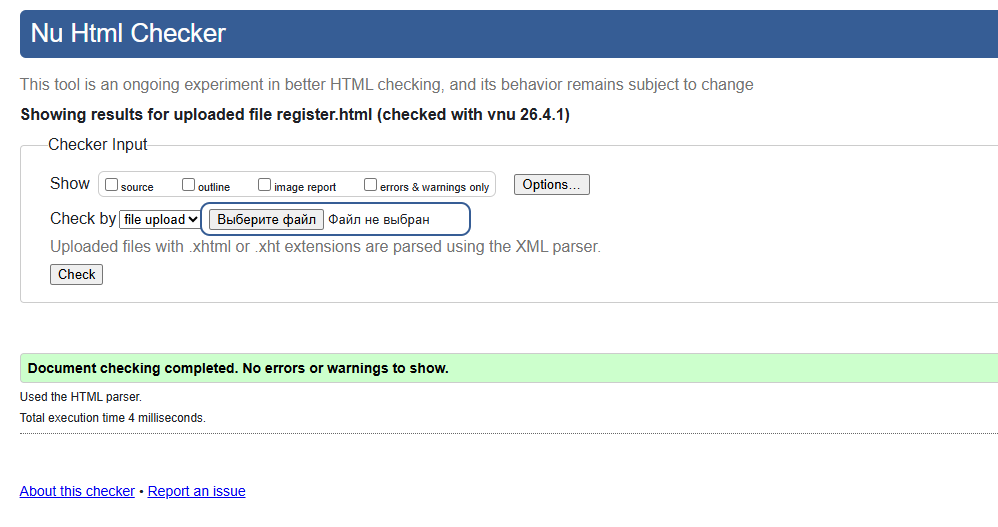 Nu Html Checker
This tool is an ongoing experiment in better HTML checking, and its behavior remains subject to change
Showing results for uploaded file register.html (checked with vnu 26.4.1)
Checker Input
Show source outline image report errors & warnings only Options...
Check by file upload Выберите файл Файл не выбран
Uploaded files with .xhtml or .xht extensions are parsed using the XML parser.
Check
Document checking completed. No errors or warnings to show.
Used the HTML parser.
Total execution time 4 milliseconds.
About this checker • Report an issue